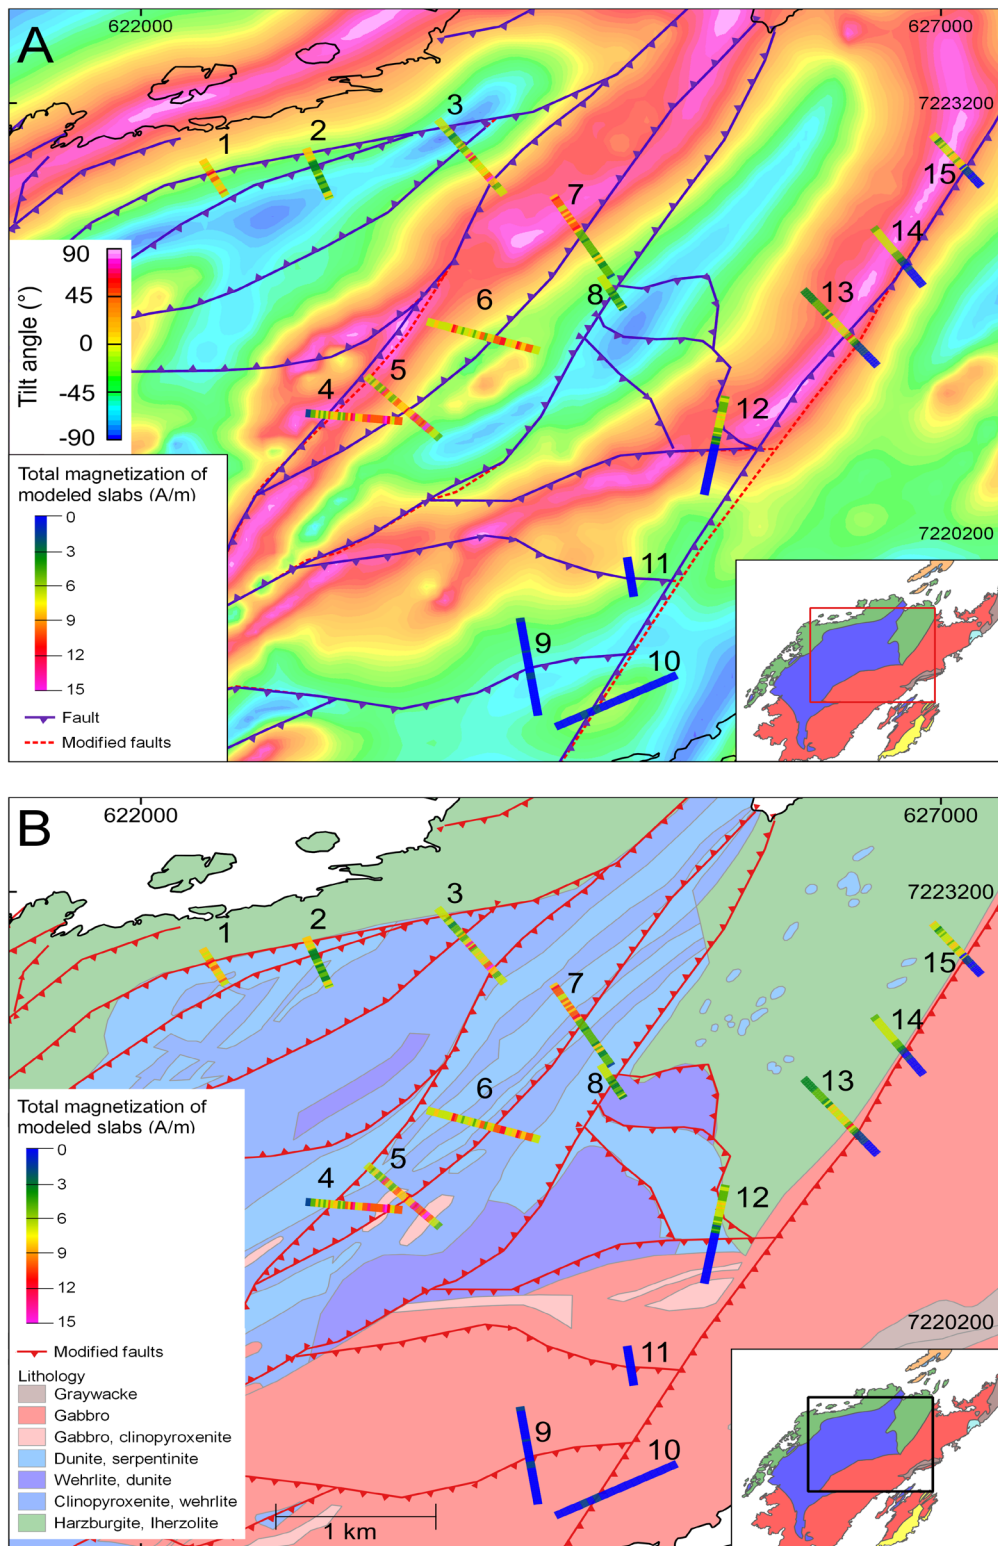 A
622000
627000
7223200
1
2
3
7
15
14
13
8
6
5
4
12
11
9
10
7220200
Tilt angle (°)
90
45
0
-45
-90
Total magnetization of
modeled slabs (A/m)
0
3
6
9
12
15
Fault
Modified faults
B
622000
627000
7223200
1
2
3
7
15
14
13
8
6
5
4
12
11
9
10
7220200
Total magnetization of
modeled slabs (A/m)
0
3
6
9
12
15
Modified faults
Lithology
Graywacke
Gabbro
Gabbro, clinopyroxenite
Dunite, serpentinite
Wehrlite, dunite
Clinopyroxenite, wehrlite
Harzburgite, lherzolite
1 km